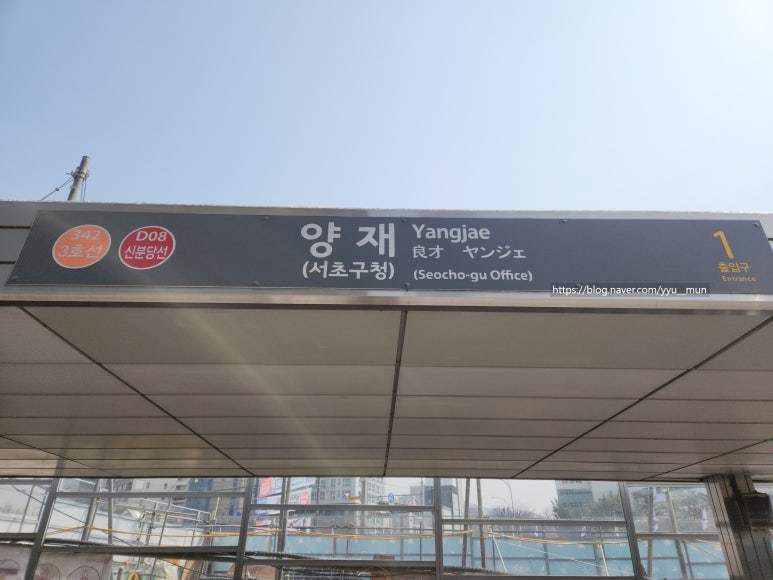 342
3호선
D08
신분당선
양재
(서초구청)
Yangjae
良才 ヤンジェ
(Seocho-gu Office)
1
출입구
Entrance
https://blog.naver.com/yyu__mun